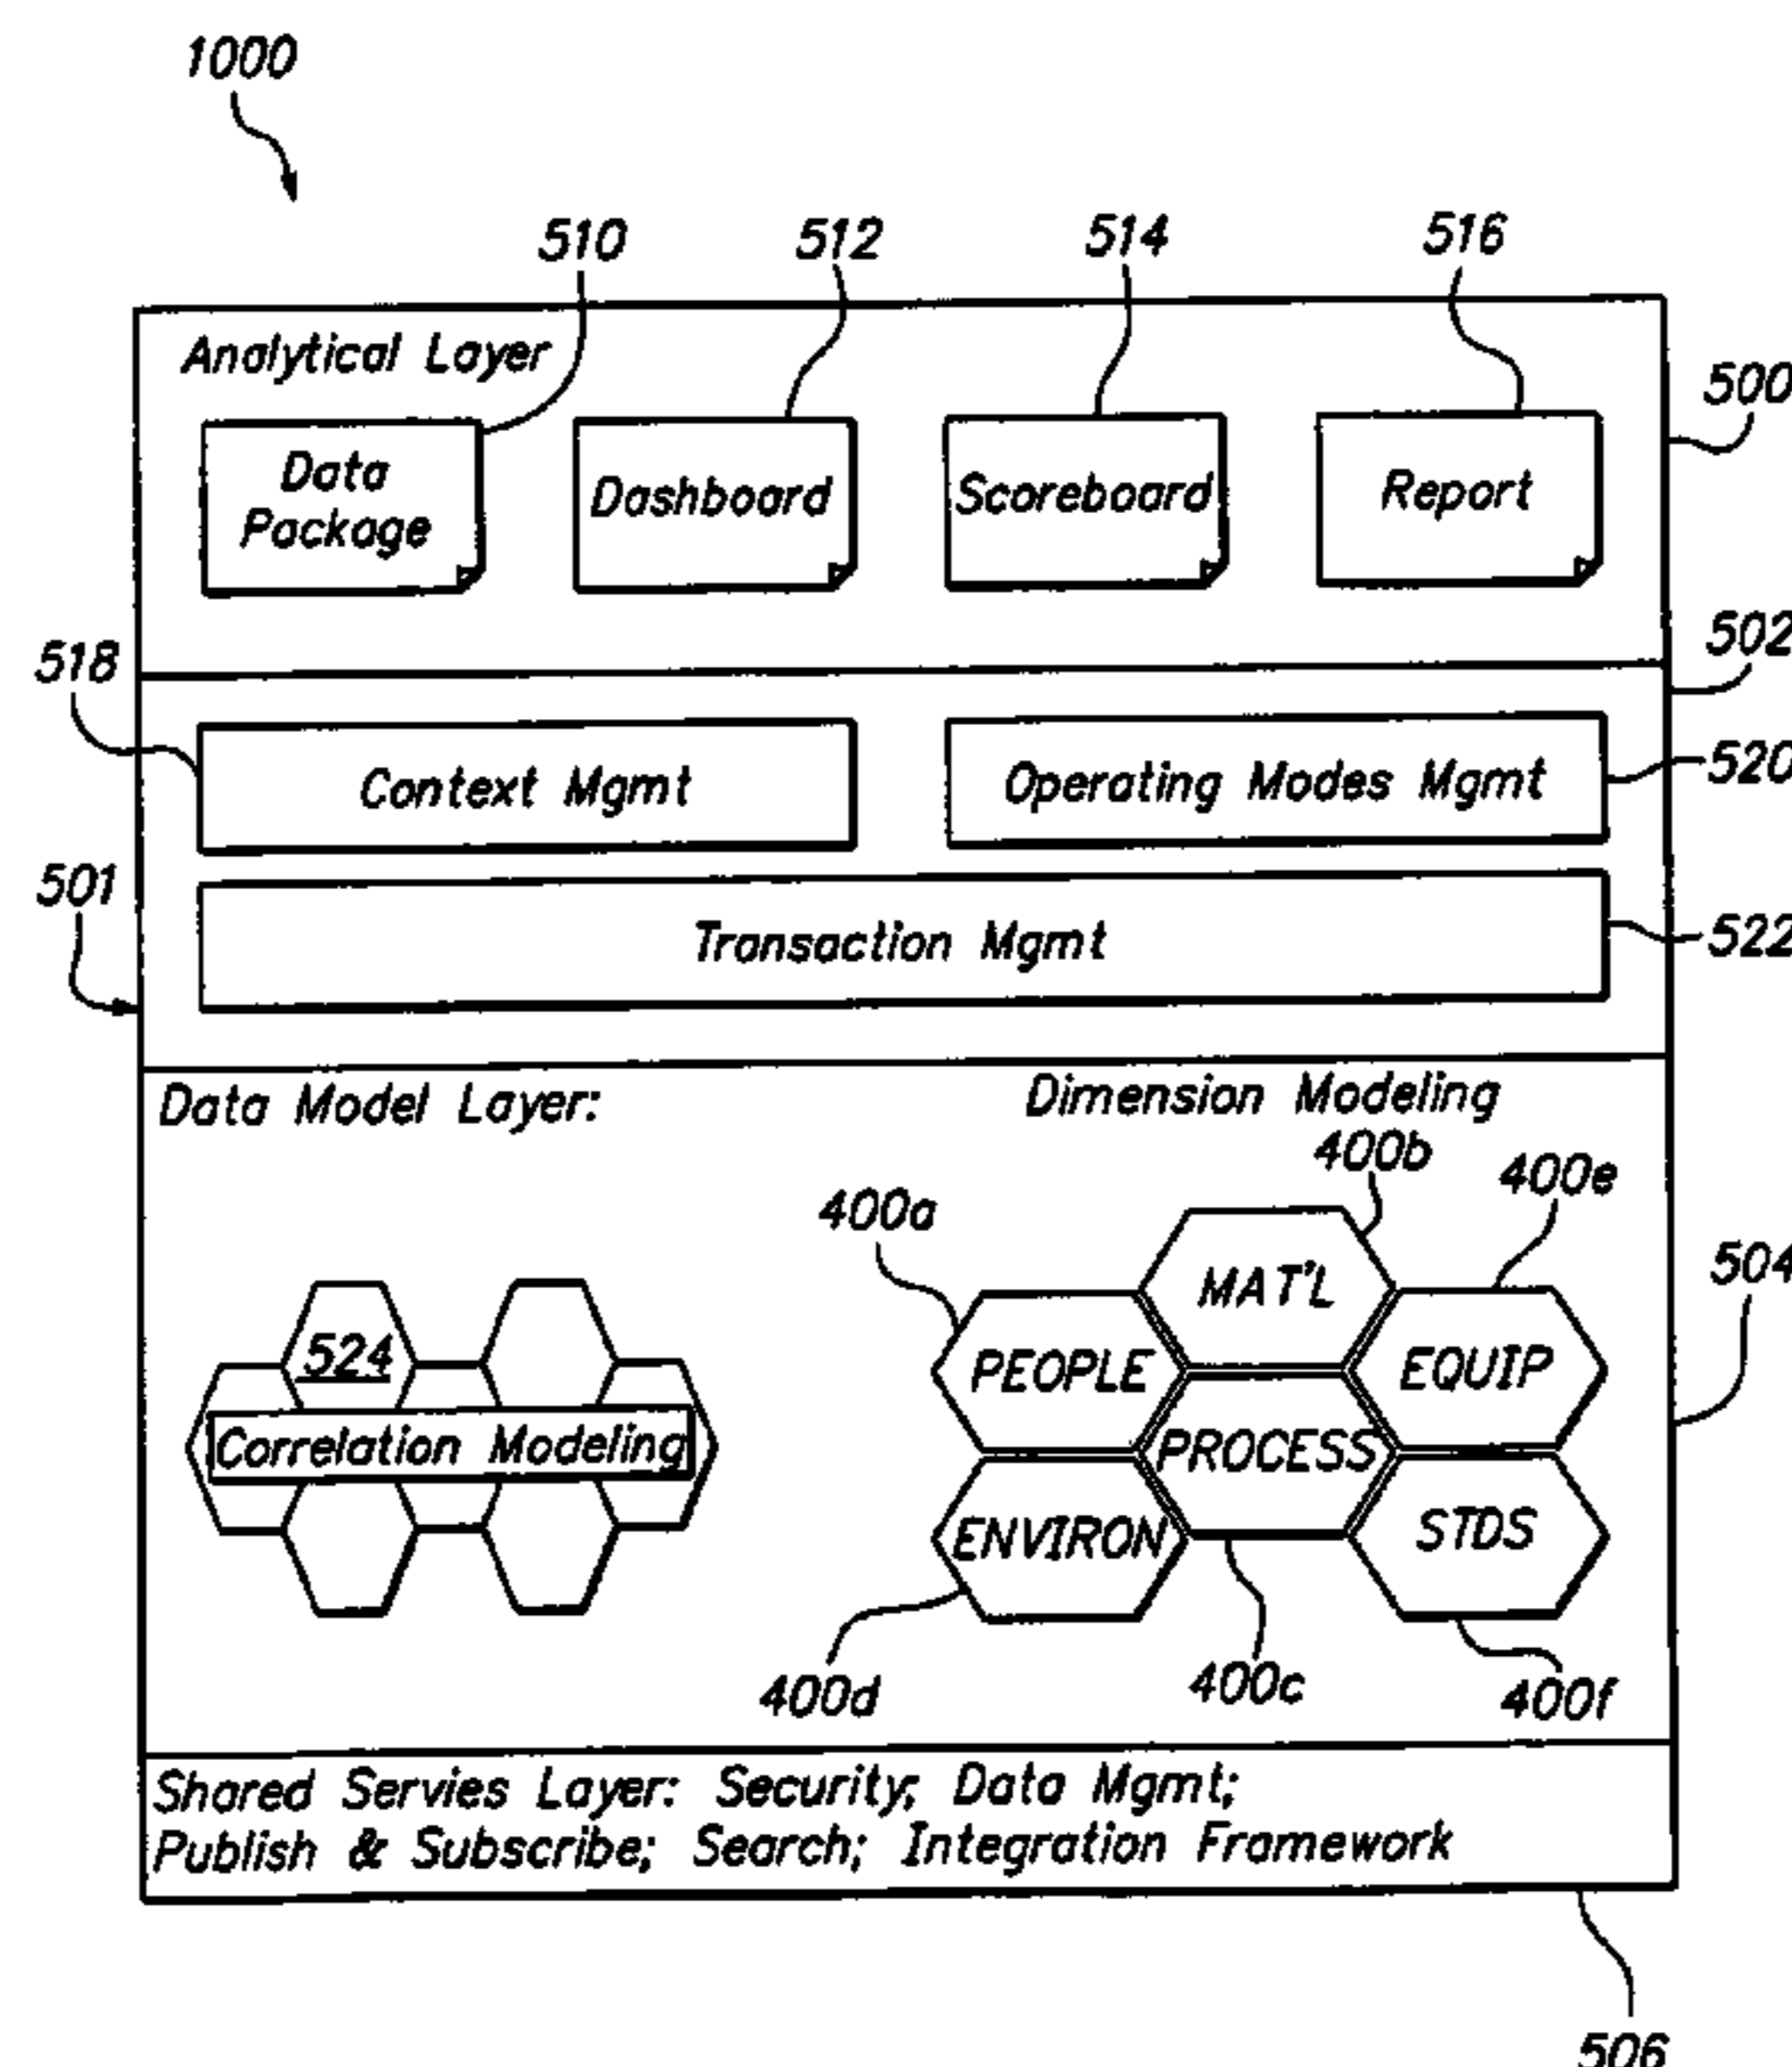 1000
510
512
514
516
Analytical Layer
500
Data
Package
Dashboard
Scoreboard
Report
502
518
Context Mgmt
Operating Modes Mgmt
520
501
Transaction Mgmt
522
Data Model Layer:
Dimension Modeling
400b
400e
400a
504
MAT'L
524
PEOPLE
EQUIP
Correlation Modeling
PROCESS
ENVIRON
STDS
400d
400c
400f
Shared Servies Layer: Security; Data Mgmt;
Publish & Subscribe; Search; Integration Framework
506